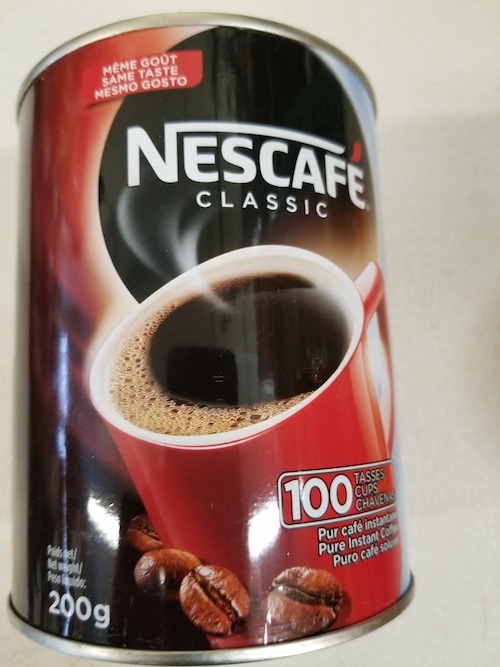 MÊME GOÛT
SAME TASTE
MESMO GOSTO
NESCAFÉ
CLASSIC
100 TASSES
CUPS
CHAVENAS
Pur café instantané
Pure Instant Coffee
Puro café solúvel
Poids net/
Net weight/
Peso líquido:
200g